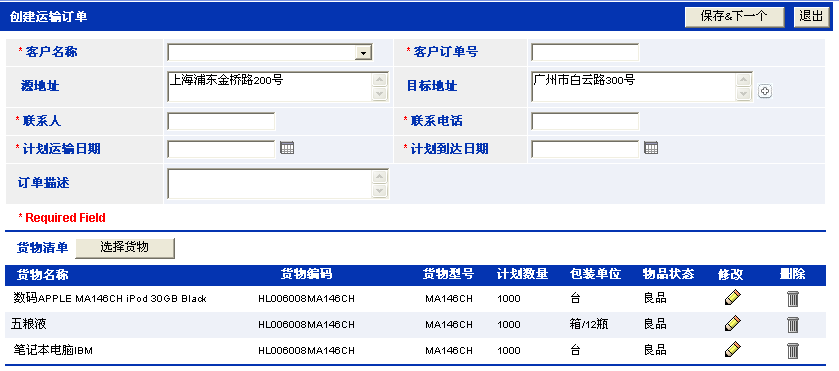 创建运输订单 保存&下一个 退出
* 客户名称 * 客户订单号
源地址 上海浦东金桥路200号 目标地址 广州市白云路300号
* 联系人 * 联系电话
* 计划运输日期 * 计划到达日期
订单描述
* Required Field
货物清单 选择货物
货物名称 货物编码 货物型号 计划数量 包装单位 物品状态 修改 删除
数码APPLE MA146CH iPod 30GB Black HL006008MA146CH MA146CH 1000 台 良品
五粮液 HL006008MA146CH MA146CH 1000 箱/12瓶 良品
笔记本电脑IBM HL006008MA146CH MA146CH 1000 台 良品